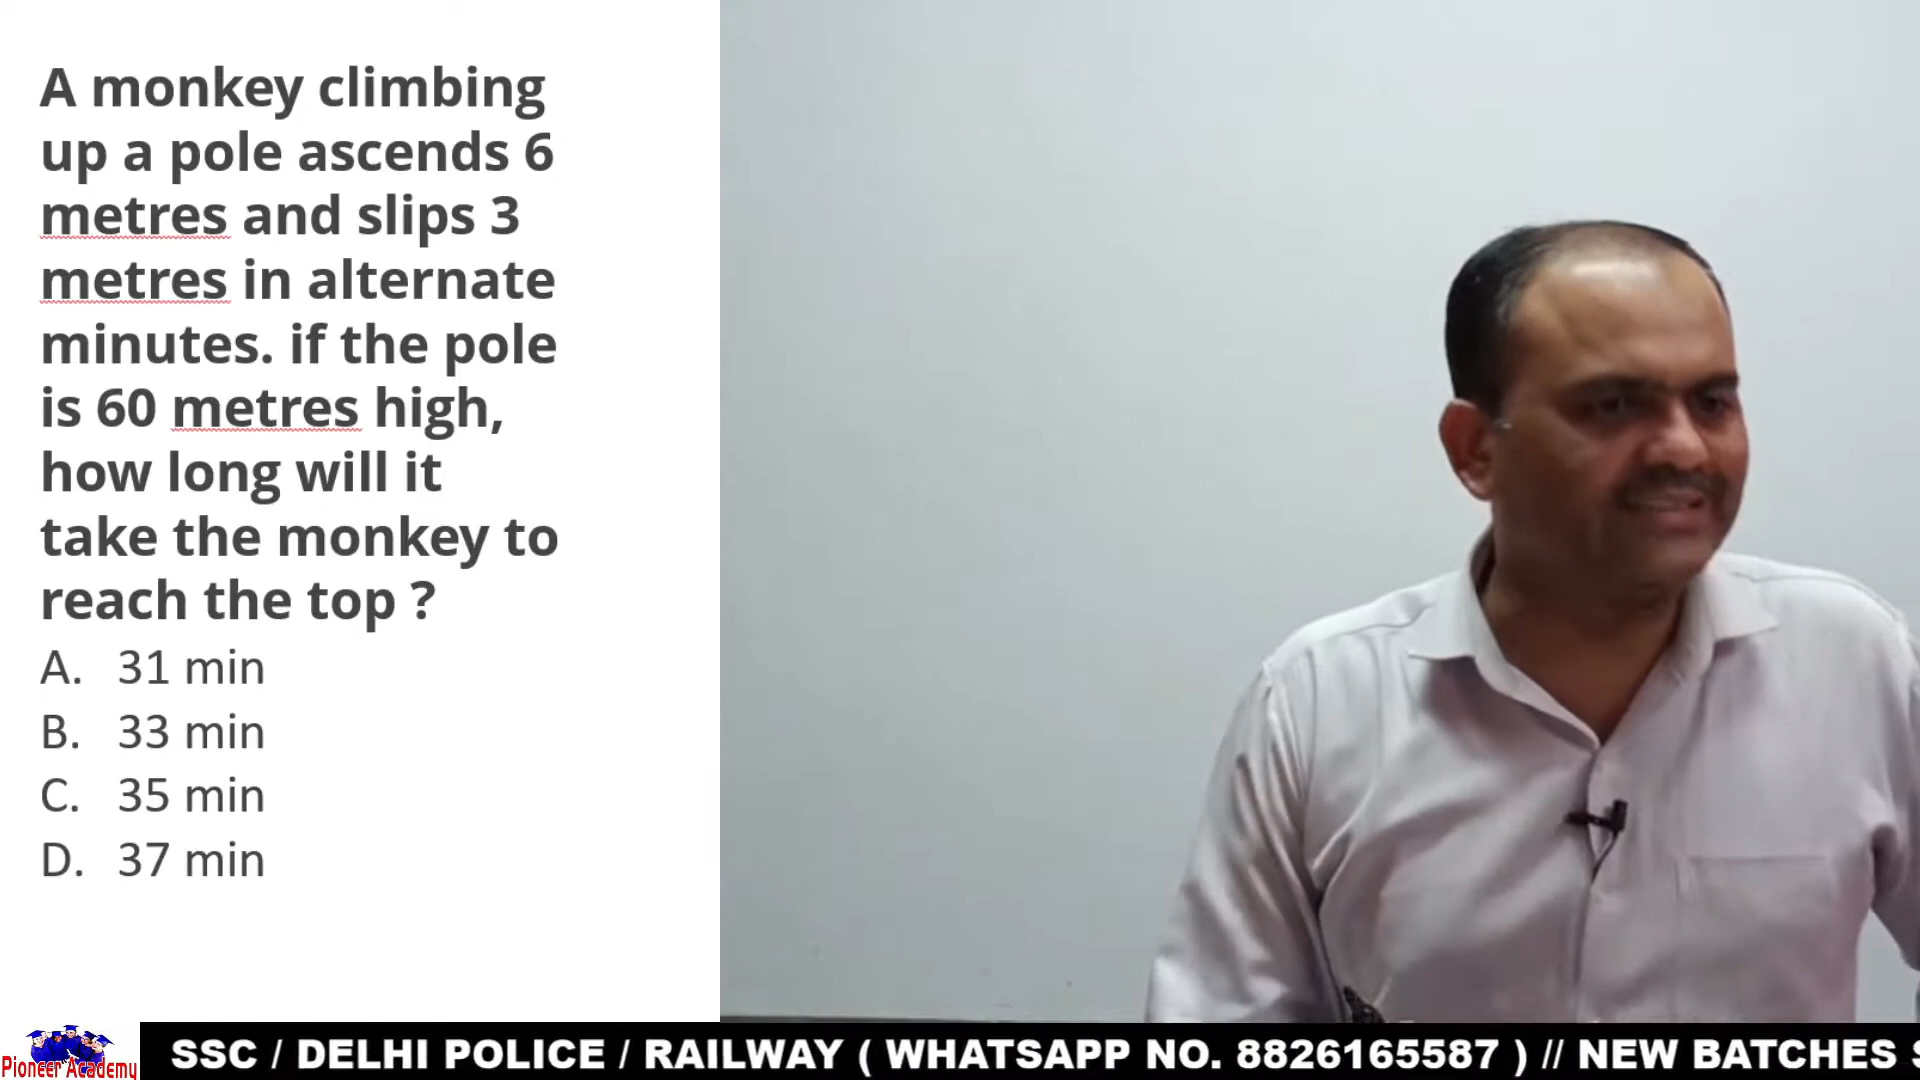 A monkey climbing
up a pole ascends 6
metres and slips 3
metres in alternate
minutes. if the pole
is 60 metres high,
how long will it
take the monkey to
reach the top ?
A. 31 min
B. 33 min
C. 35 min
D. 37 min
Pioneer Academy
SSC / DELHI POLICE / RAILWAY ( WHATSAPP NO. 8826165587 ) // NEW BATCHES S